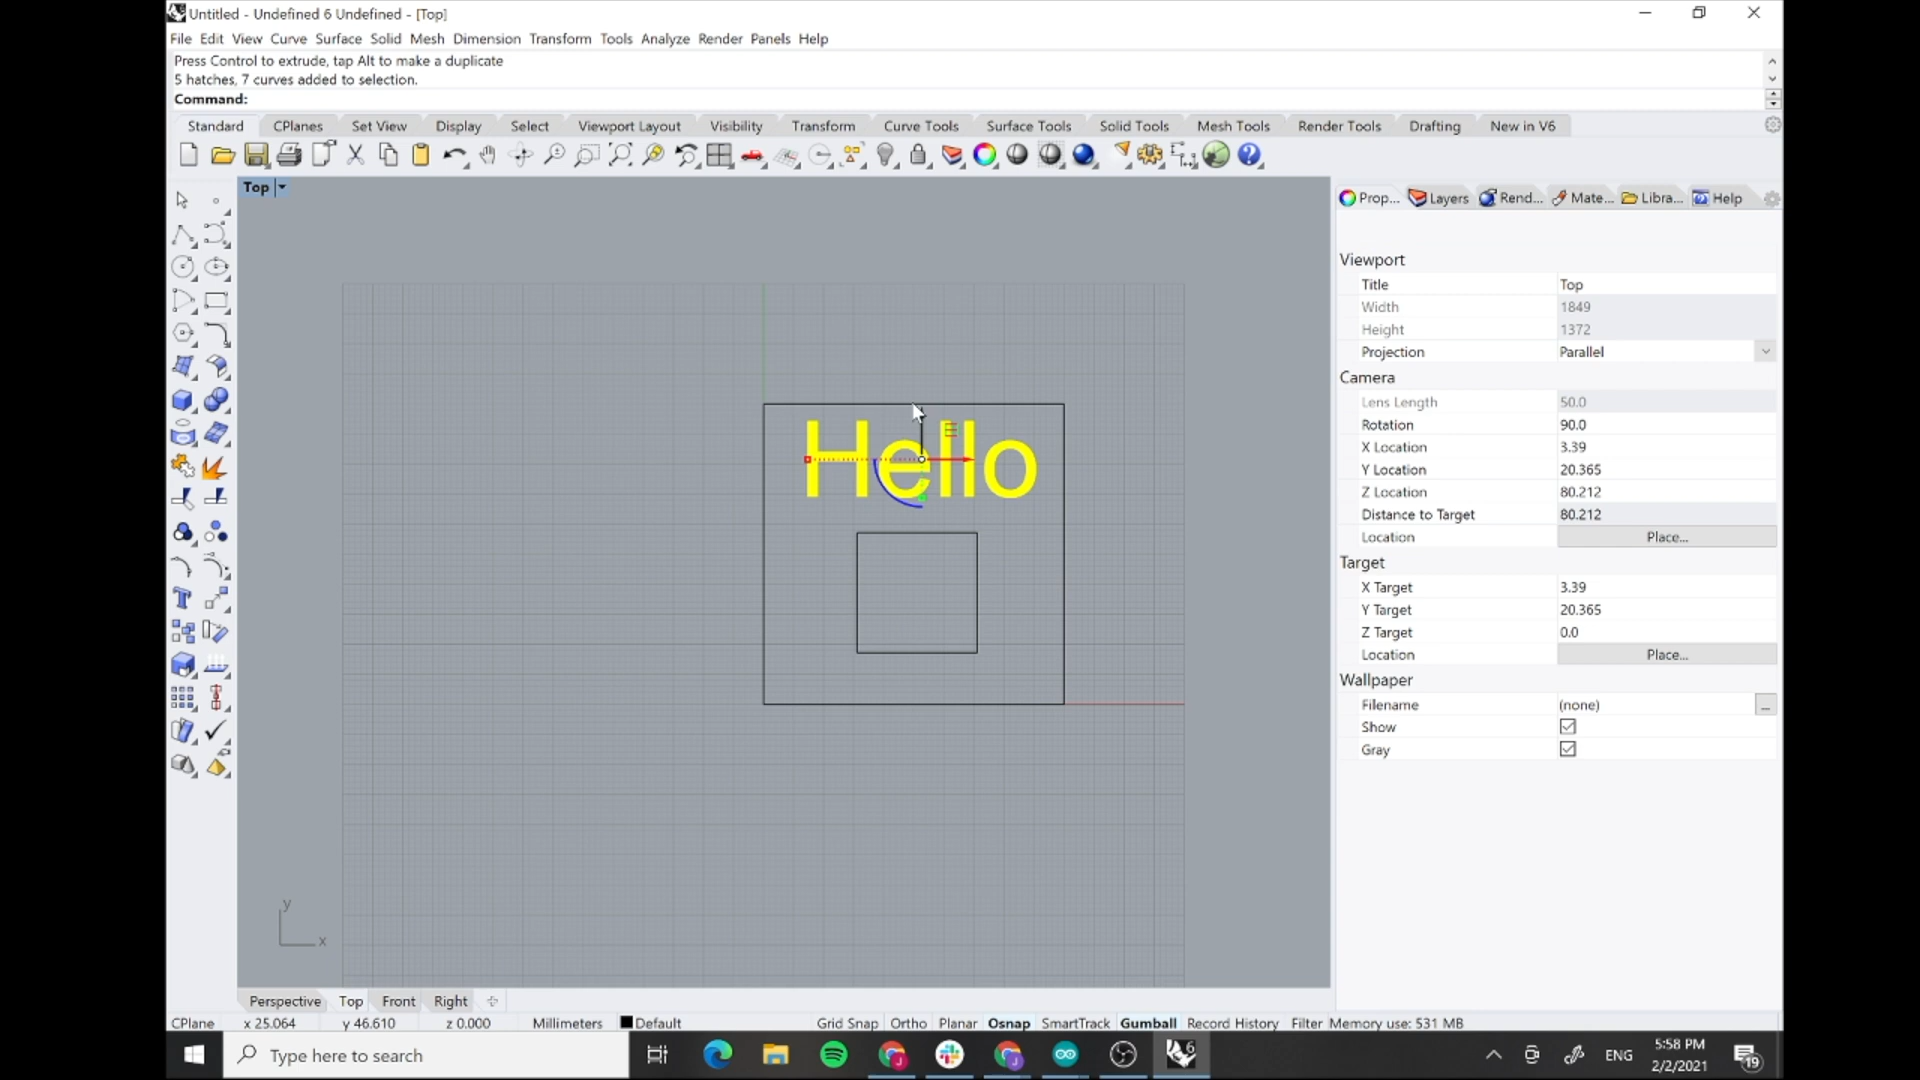 Untitled - Undefined 6 Undefined - [Top]
File Edit View Curve Surface Solid Mesh Dimension Transform Tools Analyze Render Panels Help
Press Control to extrude, tap Alt to make a duplicate
5 hatches, 7 curves added to selection.
Command:
Standard CPlanes Set View Display Select Viewport Layout Visibility Transform Curve Tools Surface Tools Solid Tools Mesh Tools Render Tools Drafting New in V6
Top
Prop... Layers Rend... Mate... Libra... Help
Viewport
Title Top
Width 1849
Height 1372
Projection Parallel
Camera
Lens Length 50.0
Rotation 90.0
X Location 3.39
Y Location 20.365
Z Location 80.212
Distance to Target 80.212
Location Place...
Target
X Target 3.39
Y Target 20.365
Z Target 0.0
Location Place...
Wallpaper
Filename (none) ...
Show
Gray
Hello
y
x
Perspective Top Front Right
CPlane x 25.064 y 46.610 z 0.000 Millimeters Default Grid Snap Ortho Planar Osnap SmartTrack Gumball Record History Filter Memory use: 531 MB
Type here to search
6
ENG
5:58 PM
2/2/2021
19